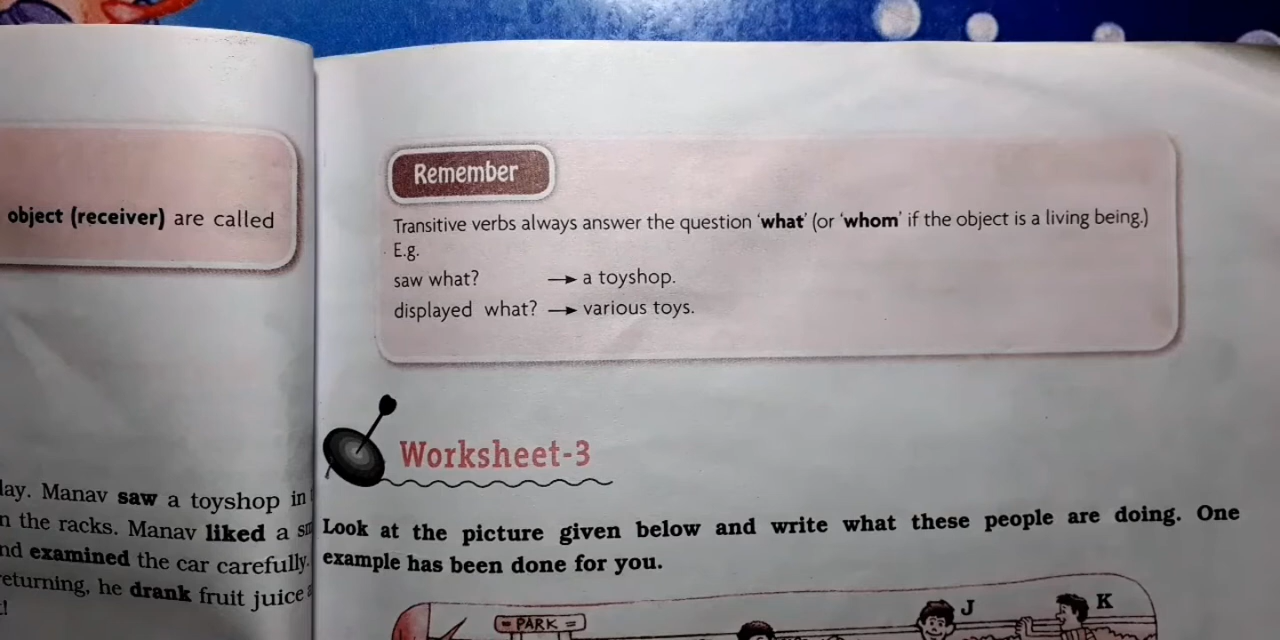 object (receiver) are called
lay. Manav saw a toyshop in
n the racks. Manav liked a
nd examined the car carefully.
eturning, he drank fruit juice
Remember
Transitive verbs always answer the question 'what' (or 'whom' if the object is a living being.)
E.g.
saw what? → a toyshop.
displayed what? → various toys.
Worksheet-3
Look at the picture given below and write what these people are doing. One
example has been done for you.
= PARK =
J
K